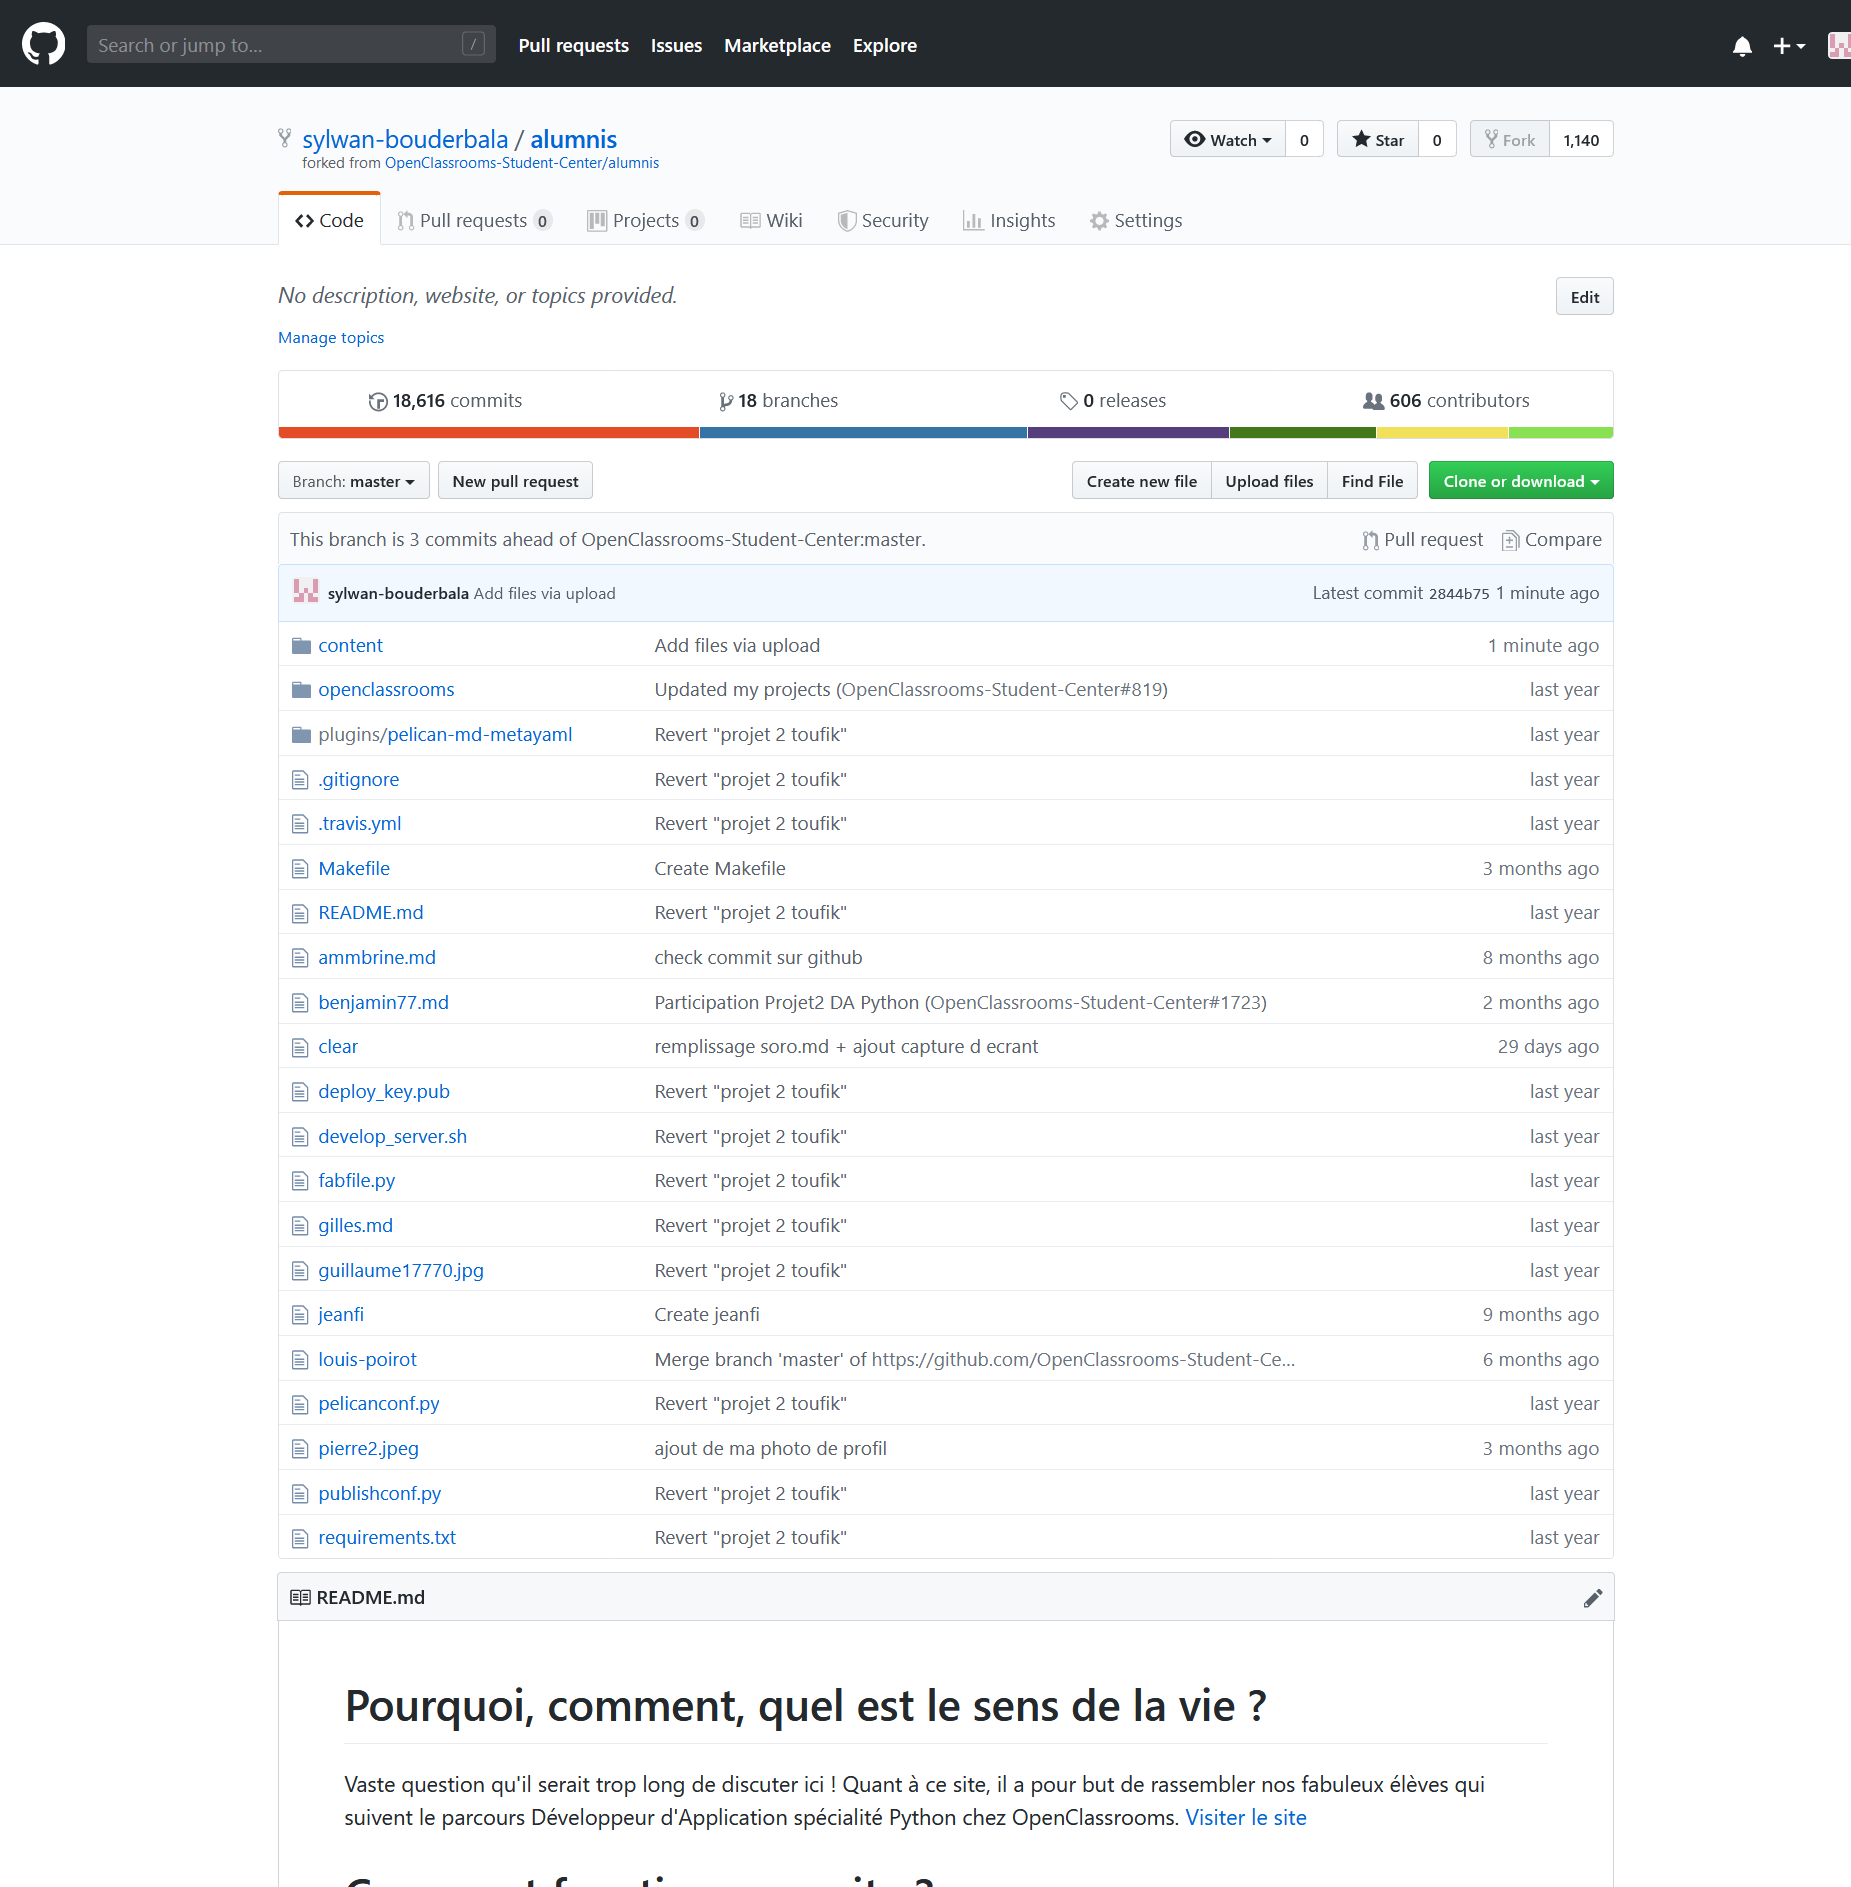 Search or jump to... /
Pull requests Issues Marketplace Explore
sylwan-bouderbala / alumnis
forked from OpenClassrooms-Student-Center/alumnis
Watch 0 Star 0 Fork 1,140
Code Pull requests 0 Projects 0 Wiki Security Insights Settings
No description, website, or topics provided.
Edit
Manage topics
18,616 commits 18 branches 0 releases 606 contributors
Branch: master New pull request Create new file Upload files Find File Clone or download
This branch is 3 commits ahead of OpenClassrooms-Student-Center:master. Pull request Compare
sylwan-bouderbala Add files via upload Latest commit 2844b75 1 minute ago
content Add files via upload 1 minute ago
openclassrooms Updated my projects (OpenClassrooms-Student-Center#819) last year
plugins/pelican-md-metayaml Revert "projet 2 toufik" last year
.gitignore Revert "projet 2 toufik" last year
.travis.yml Revert "projet 2 toufik" last year
Makefile Create Makefile 3 months ago
README.md Revert "projet 2 toufik" last year
ammbrine.md check commit sur github 8 months ago
benjamin77.md Participation Projet2 DA Python (OpenClassrooms-Student-Center#1723) 2 months ago
clear remplissage soro.md + ajout capture d ecrant 29 days ago
deploy_key.pub Revert "projet 2 toufik" last year
develop_server.sh Revert "projet 2 toufik" last year
fabfile.py Revert "projet 2 toufik" last year
gilles.md Revert "projet 2 toufik" last year
guillaume17770.jpg Revert "projet 2 toufik" last year
jeanfi Create jeanfi 9 months ago
louis-poirot Merge branch 'master' of https://github.com/OpenClassrooms-Student-Ce... 6 months ago
pelicanconf.py Revert "projet 2 toufik" last year
pierre2.jpeg ajout de ma photo de profil 3 months ago
publishconf.py Revert "projet 2 toufik" last year
requirements.txt Revert "projet 2 toufik" last year
README.md
Pourquoi, comment, quel est le sens de la vie ?
Vaste question qu'il serait trop long de discuter ici ! Quant à ce site, il a pour but de rassembler nos fabuleux élèves qui
suivent le parcours Développeur d'Application spécialité Python chez OpenClassrooms. Visiter le site